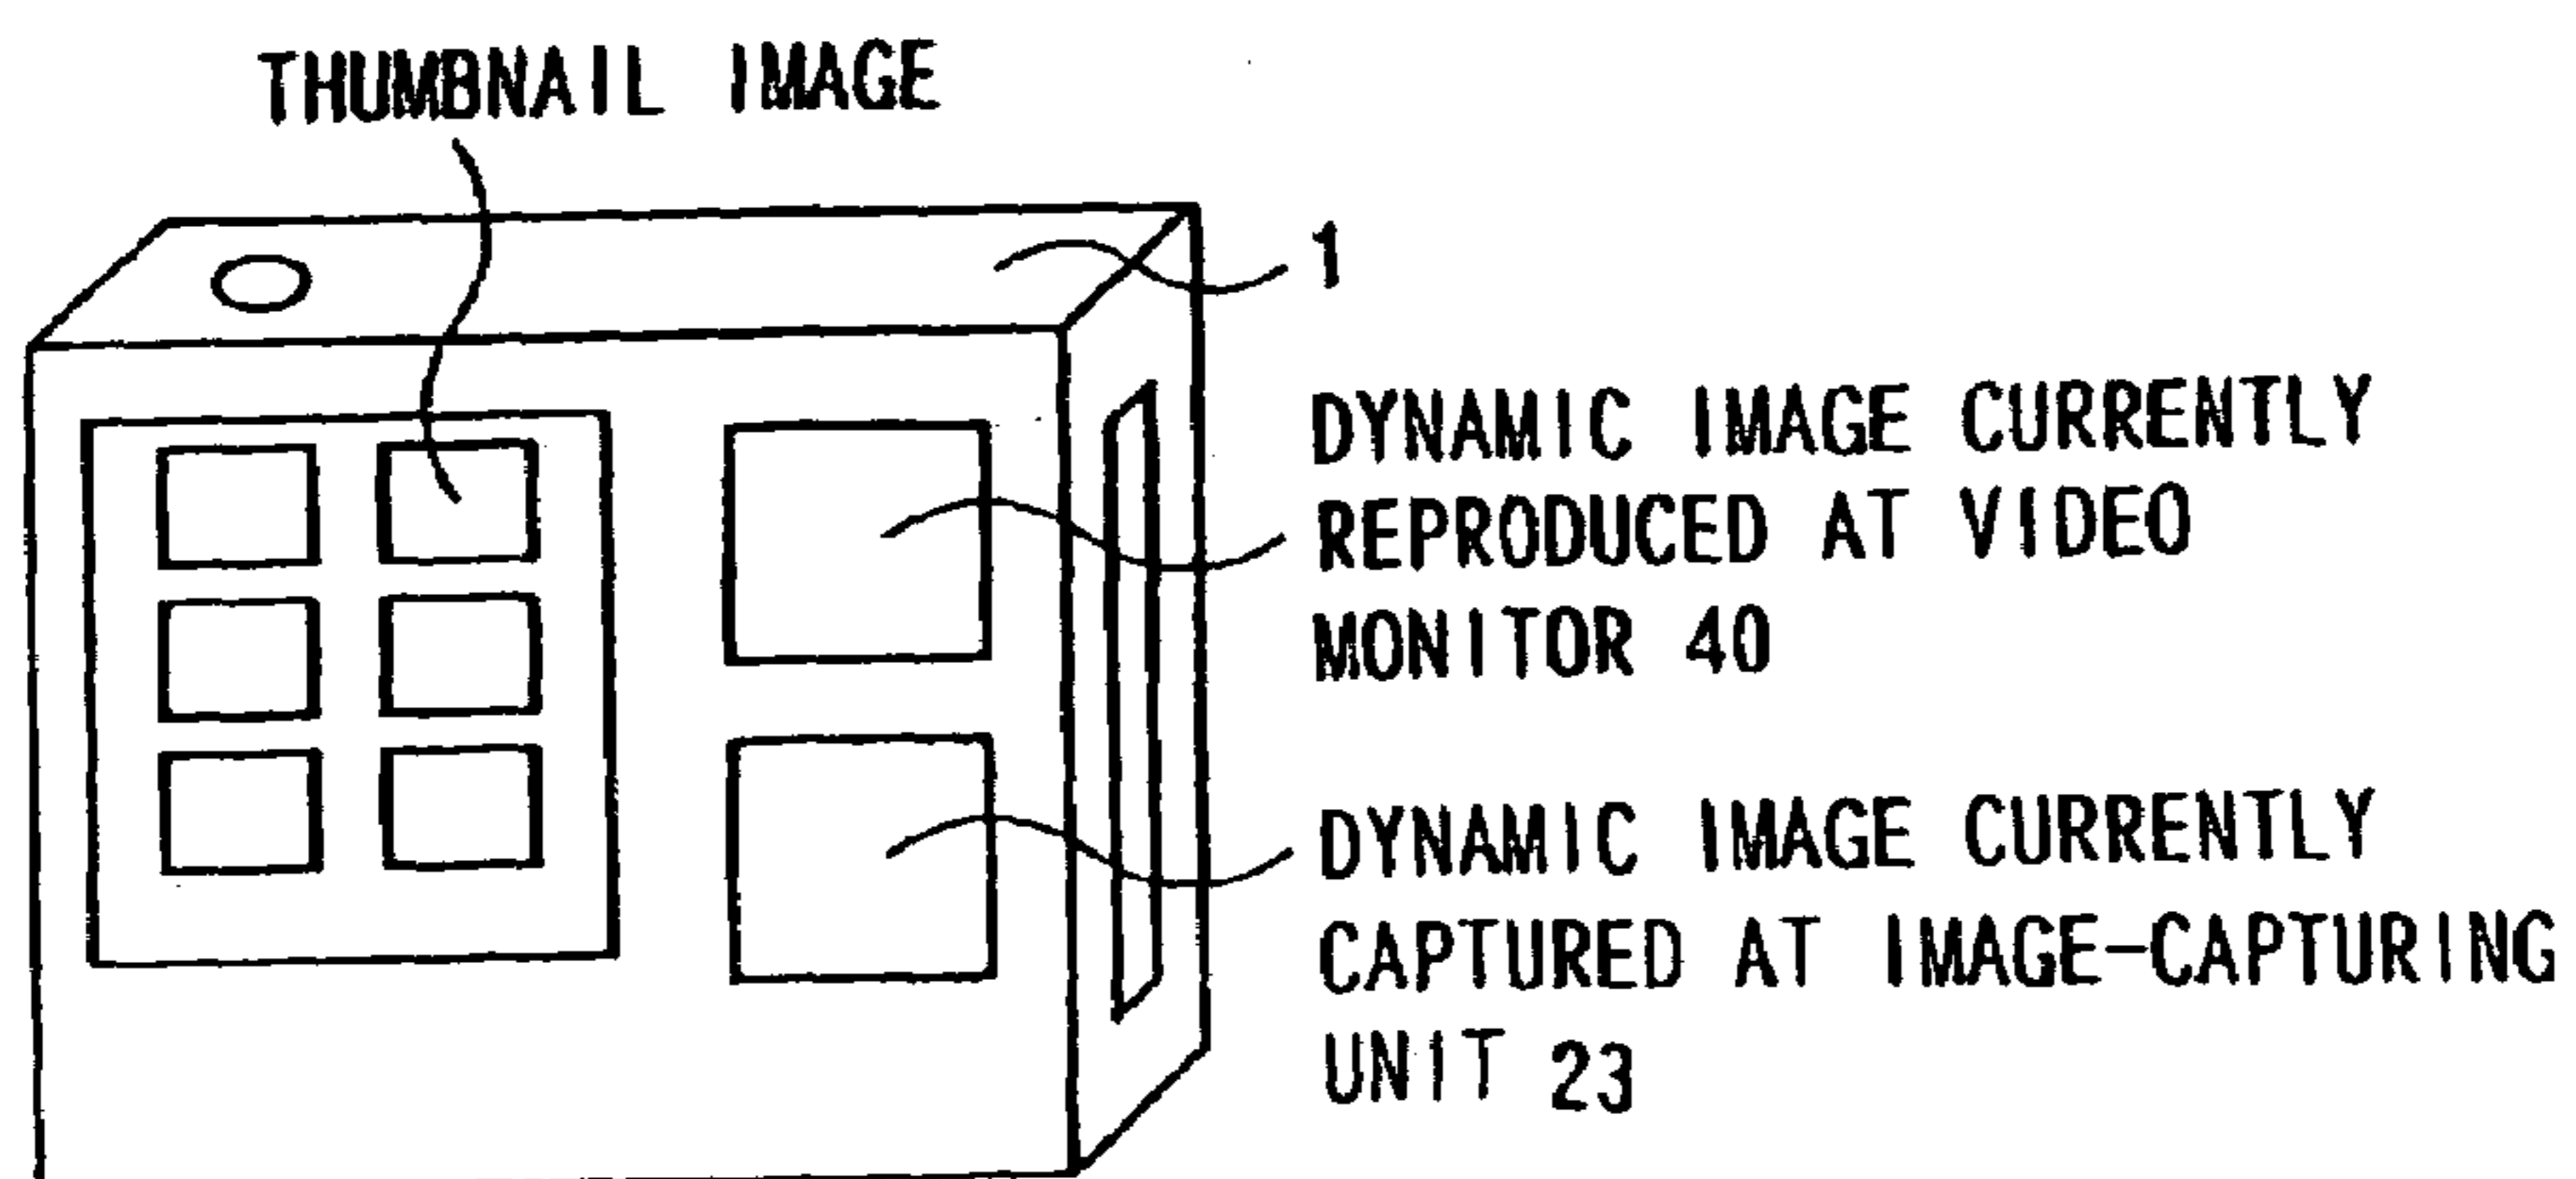 THUMBNAIL IMAGE
1
DYNAMIC IMAGE CURRENTLY
REPRODUCED AT VIDEO
MONITOR 40
DYNAMIC IMAGE CURRENTLY
CAPTURED AT IMAGE-CAPTURING
UNIT 23